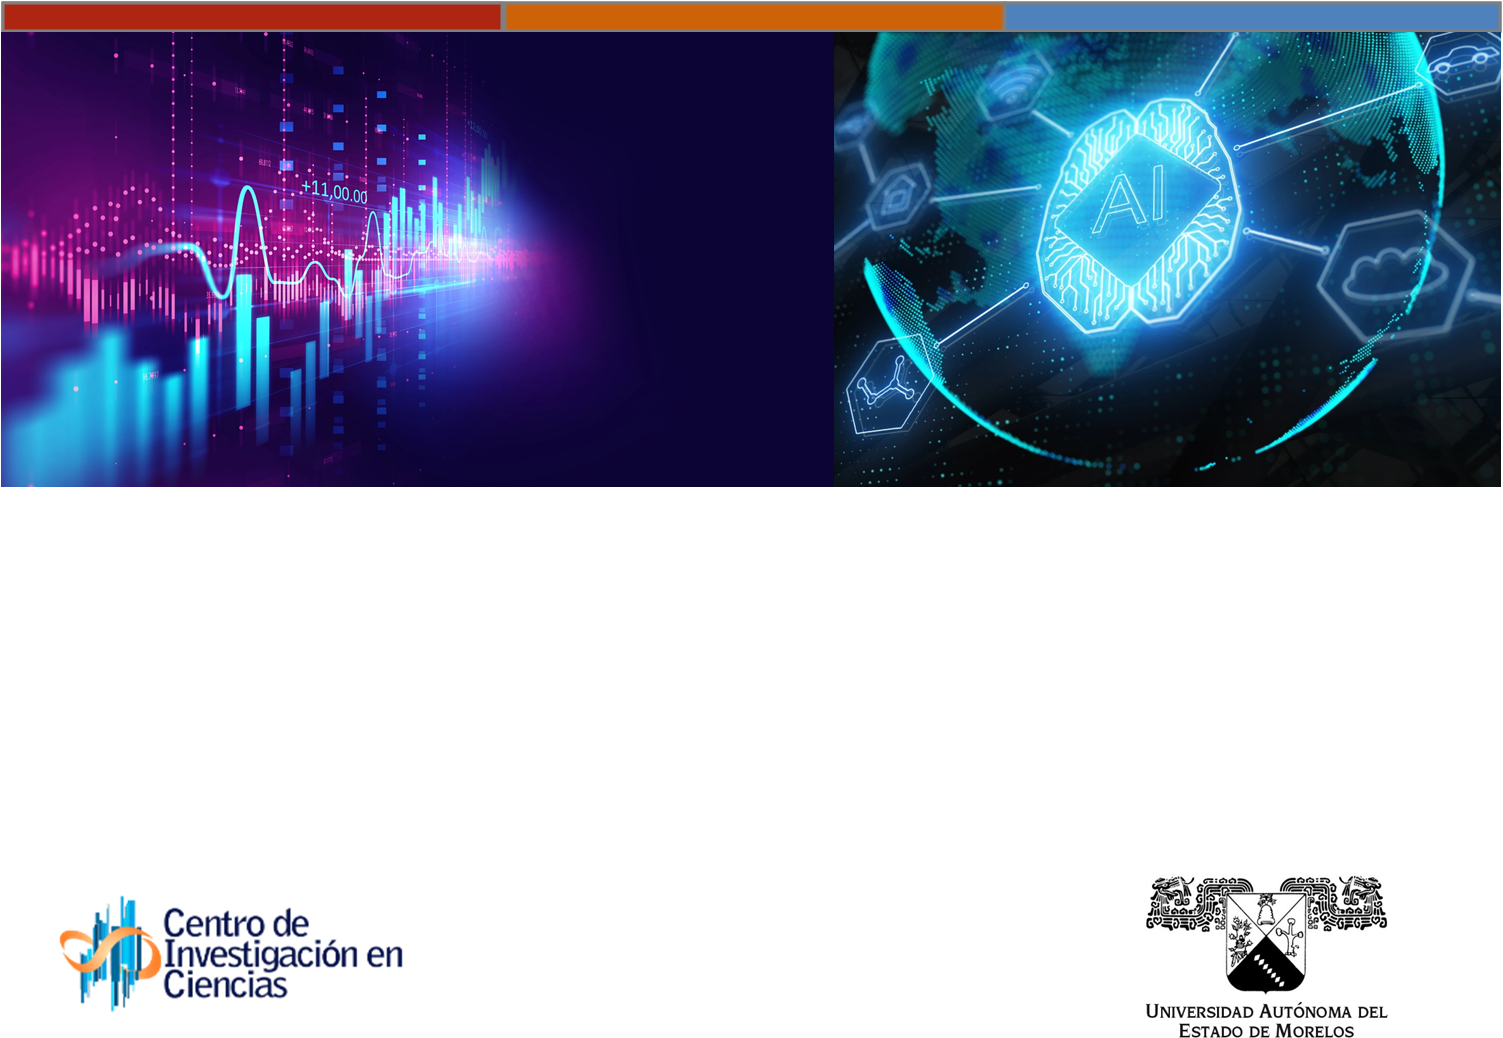 +11,00.00
AI
Centro de
Investigación en
Ciencias
UNIVERSIDAD AUTÓNOMA DEL
ESTADO DE MORELOS